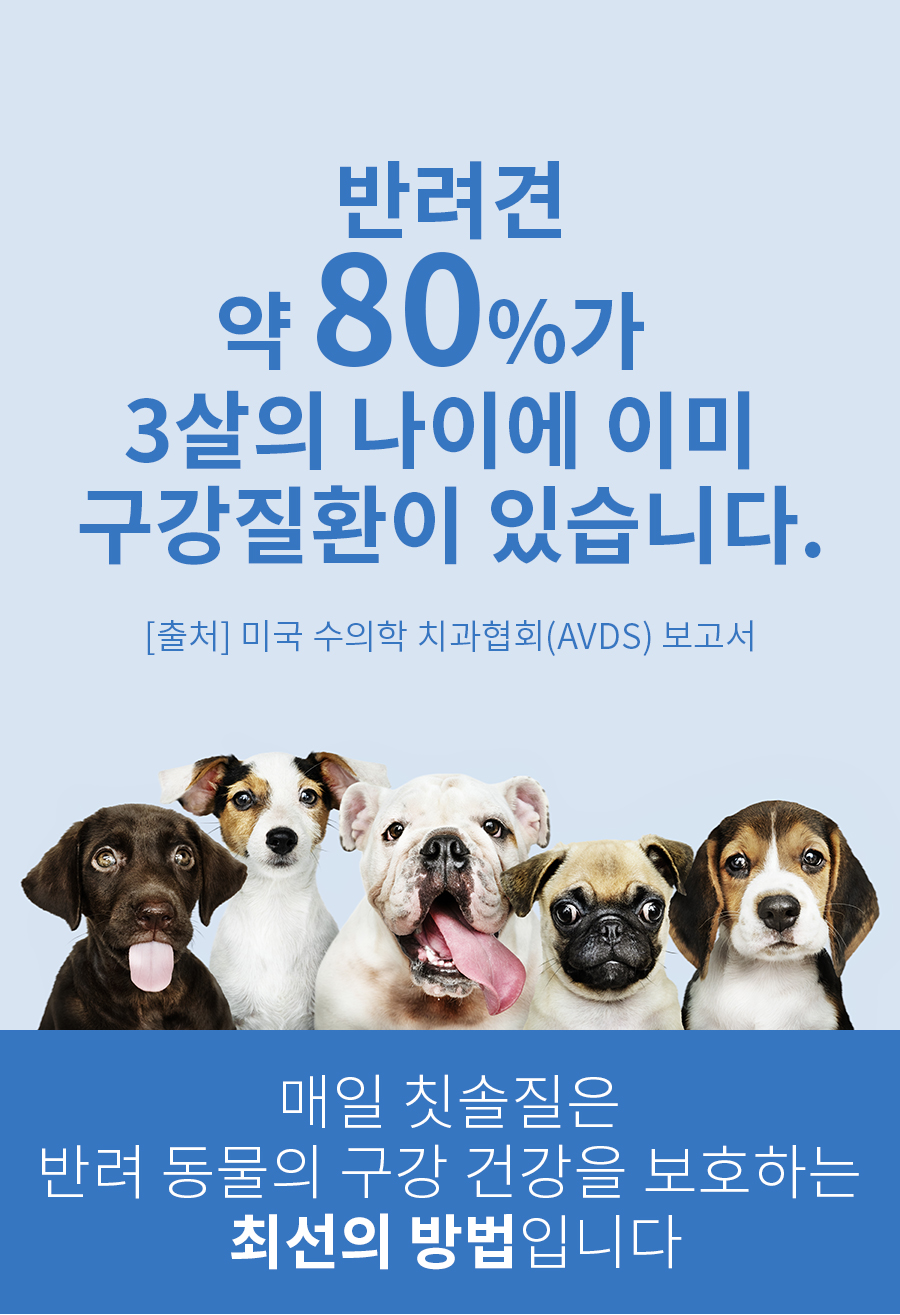 반려견
약 80%가
3살의 나이에 이미
구강질환이 있습니다.
[출처] 미국 수의학 치과협회(AVDS) 보고서
매일 칫솔질은
반려 동물의 구강 건강을 보호하는
최선의 방법입니다